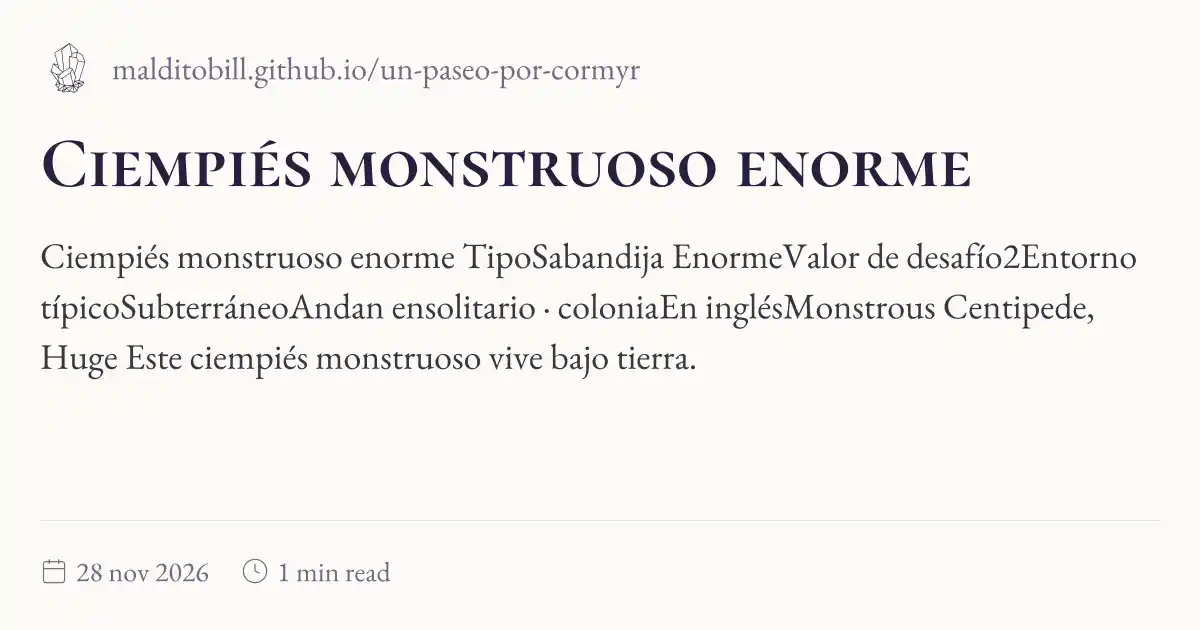 malditobill.github.io/un-paseo-por-cormyr
Ciempiés monstruoso enorme
Ciempiés monstruoso enorme TipoSabandija EnormeValor de desafío2Entorno
típicoSubterráneoAndan ensolitario · coloniaEn inglésMonstrous Centipede,
Huge Este ciempiés monstruoso vive bajo tierra.
28 nov 2026 1 min read